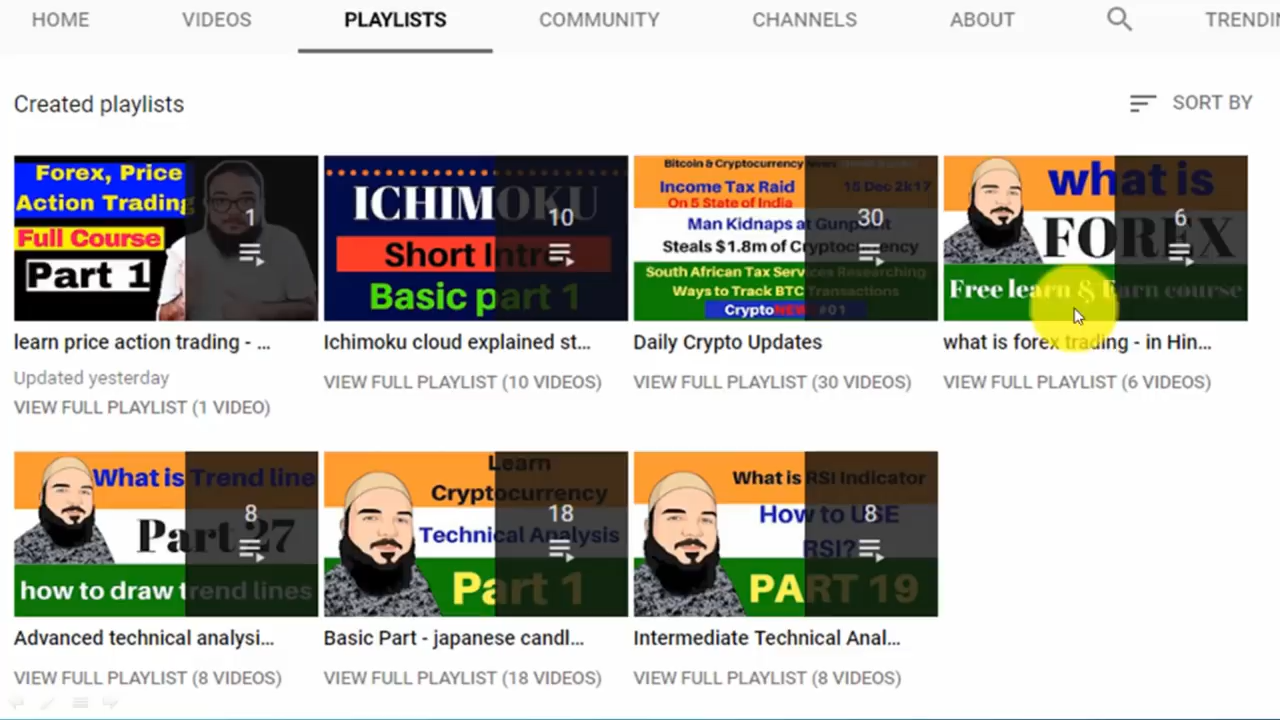 HOME VIDEOS PLAYLISTS COMMUNITY CHANNELS ABOUT TRENDIN
Created playlists
SORT BY
Forex, Price
Action Trading
Full Course
Part 1
1
ICHIMOKU
10
Short Intro
Basic part 1
Bitcoin & Cryptocurrency
Income Tax Raid 15 Dec 2k17
On 5 State of India
30
Man Kidnaps at Gunpoint
Steals $1.8m of Cryptocurrency
South African Tax Services Researching
Ways to Track BTC Transactions
CryptoNEWS #01
what is
6
FOREX
Free learn & Earn course
learn price action trading - ...
Updated yesterday
VIEW FULL PLAYLIST (1 VIDEO)
Ichimoku cloud explained st...
VIEW FULL PLAYLIST (10 VIDEOS)
Daily Crypto Updates
VIEW FULL PLAYLIST (30 VIDEOS)
what is forex trading - in Hin...
VIEW FULL PLAYLIST (6 VIDEOS)
What is Trend line
8
Part 27
how to draw trend lines
Learn
Cryptocurrency
18
Technical Analysis
Part 1
What is RSI Indicator
8
How to USE
RSI?
PART 19
Advanced technical analysi...
VIEW FULL PLAYLIST (8 VIDEOS)
Basic Part - japanese candl...
VIEW FULL PLAYLIST (18 VIDEOS)
Intermediate Technical Anal...
VIEW FULL PLAYLIST (8 VIDEOS)